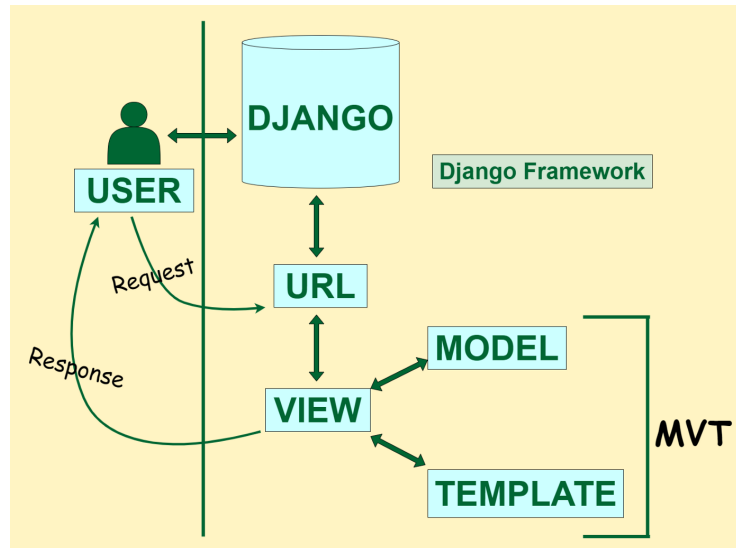 DJANGO
Django Framework
USER
Request
URL
Response
MODEL
VIEW
MVT
TEMPLATE